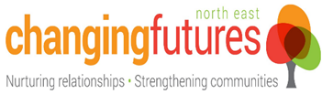 north east
changingfutures
Nurturing relationships · Strengthening communities